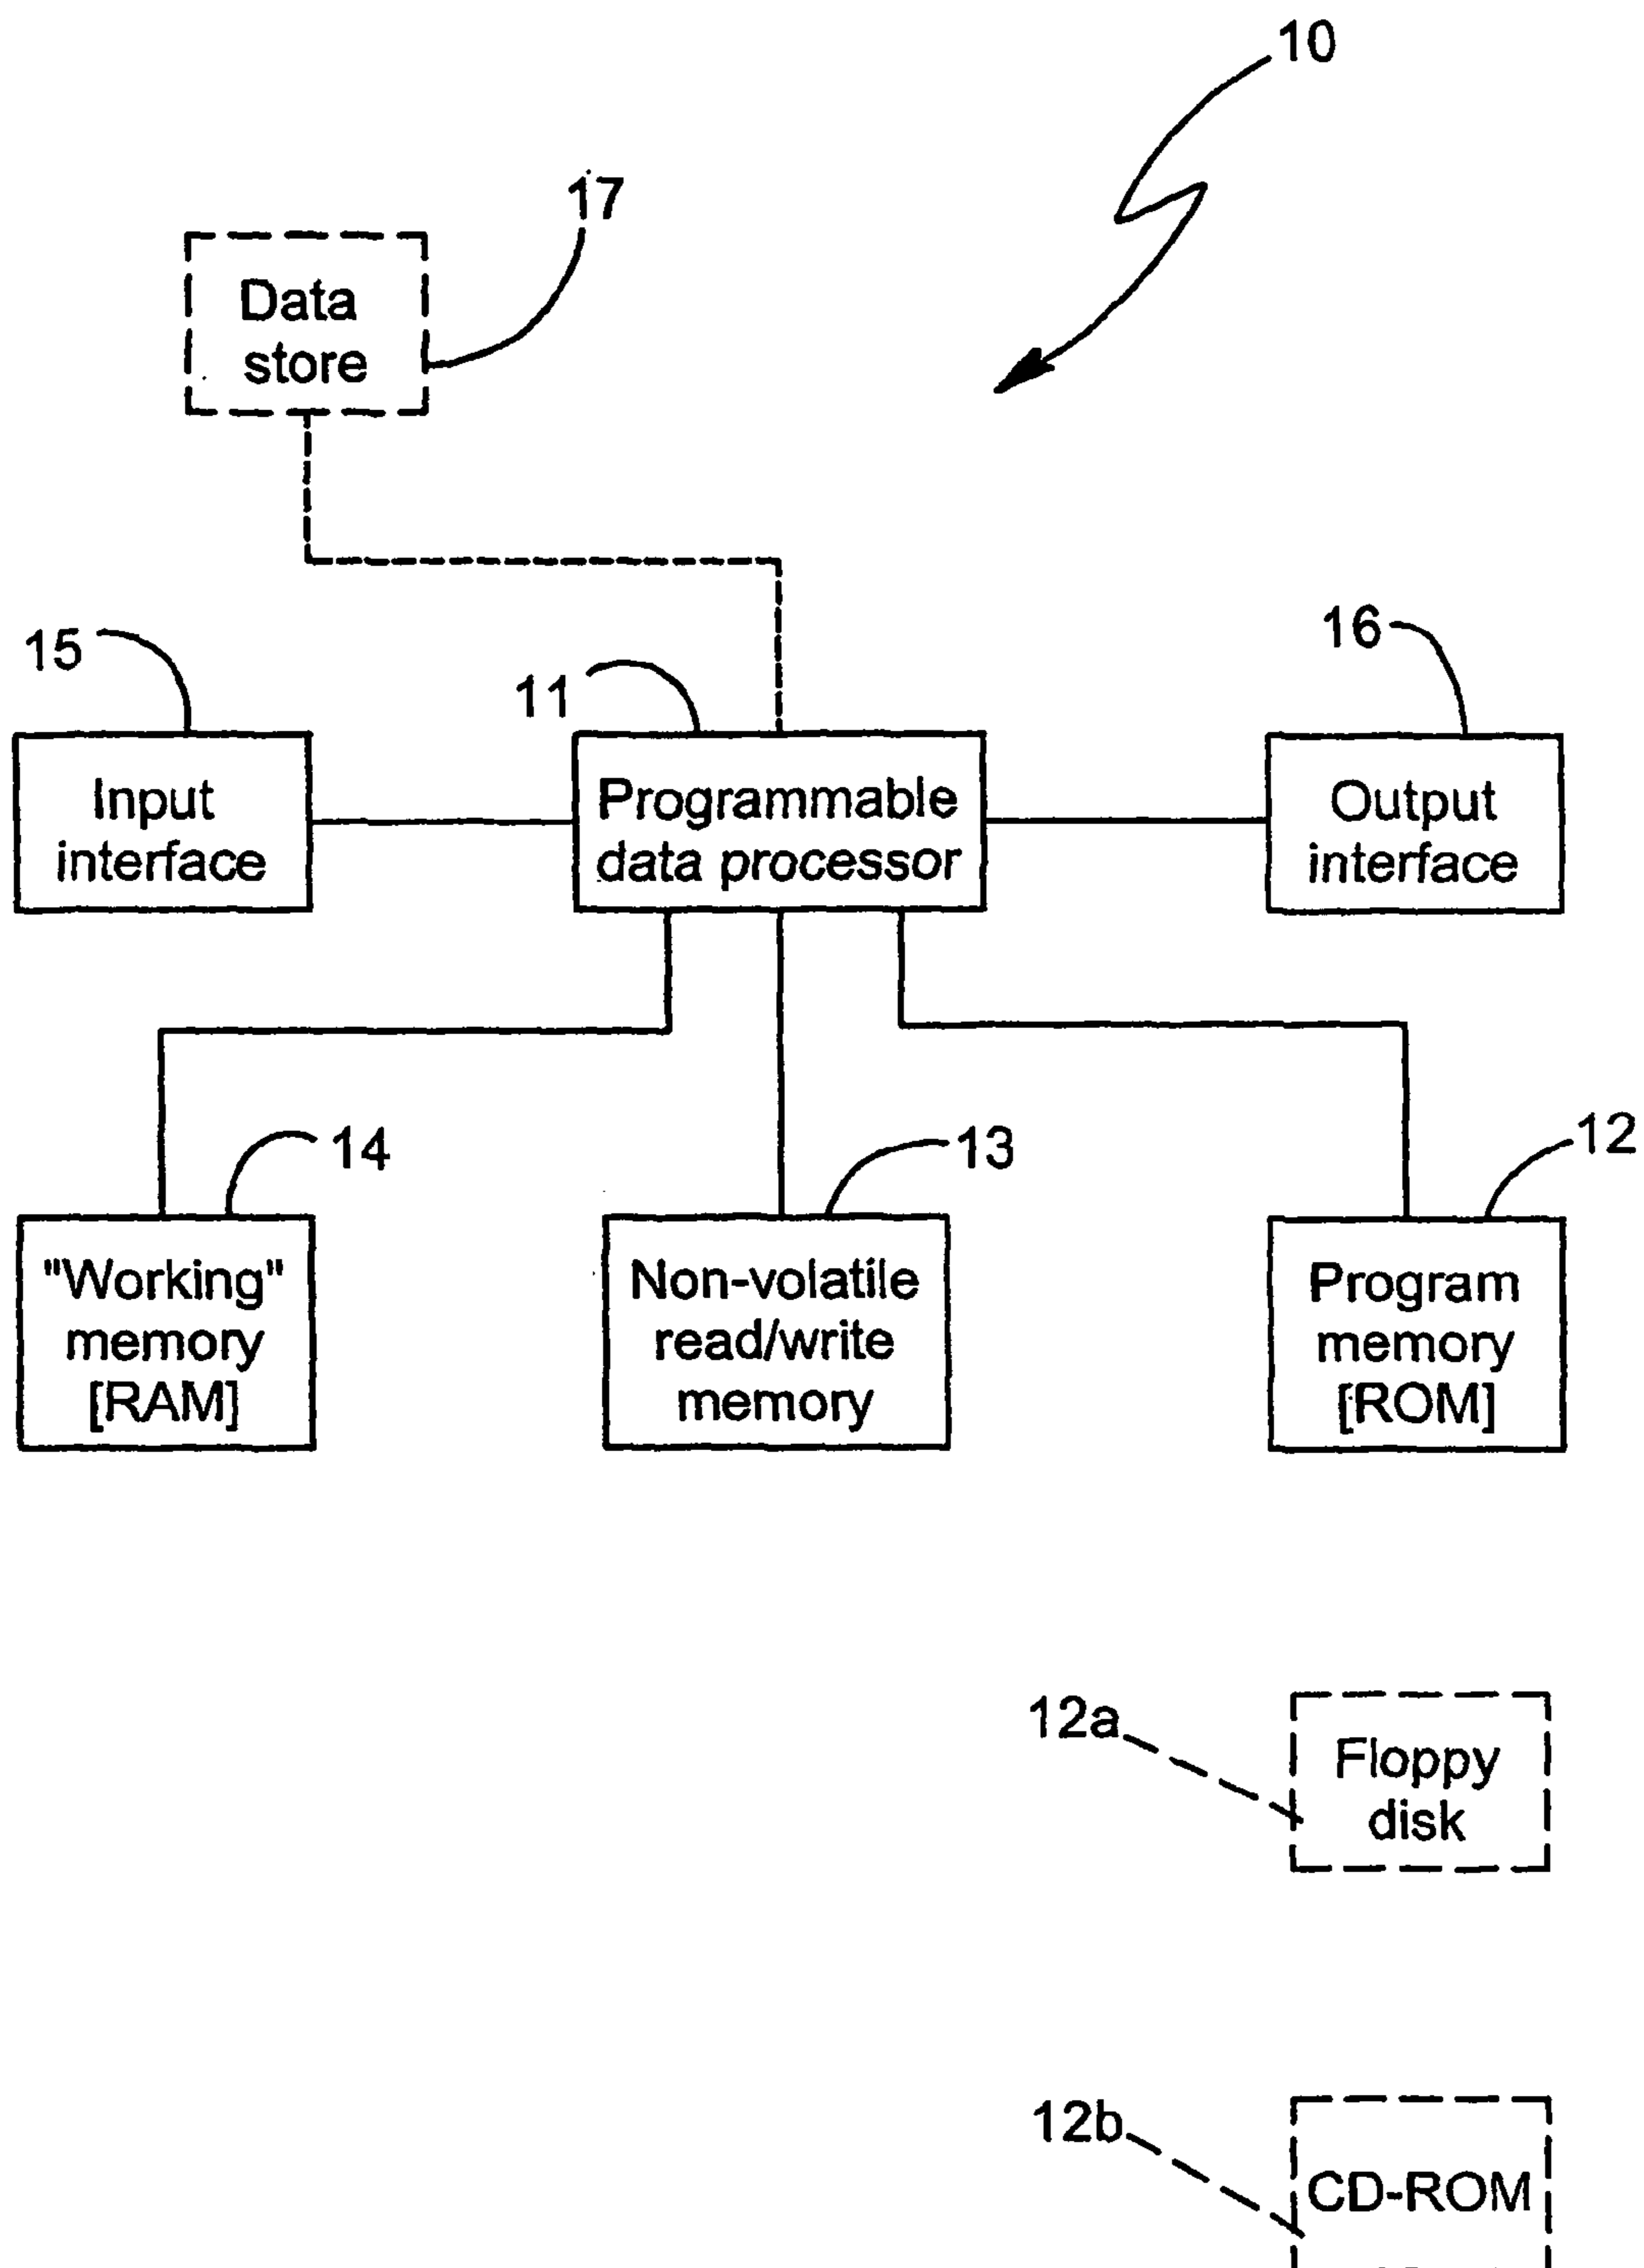 10
17
Data
store
15
11
16
Input
interface
Programmable
data processor
Output
interface
14
13
12
"Working"
memory
[RAM]
Non-volatile
read/write
memory
Program
memory
[ROM]
12a
Floppy
disk
12b
CD-ROM